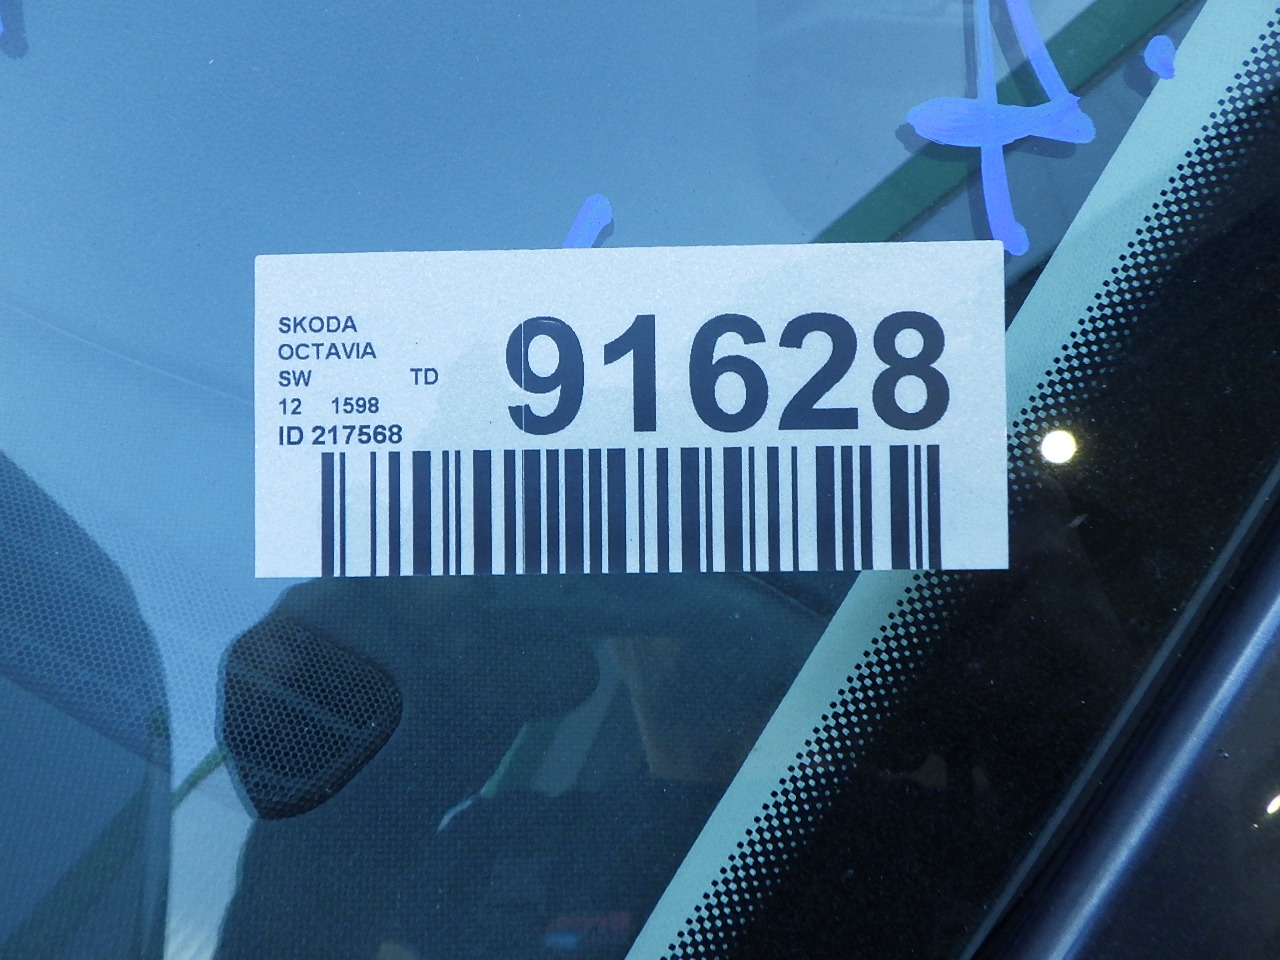 SKODA
OCTAVIA
SW TD
12 1598
ID 217568
91628